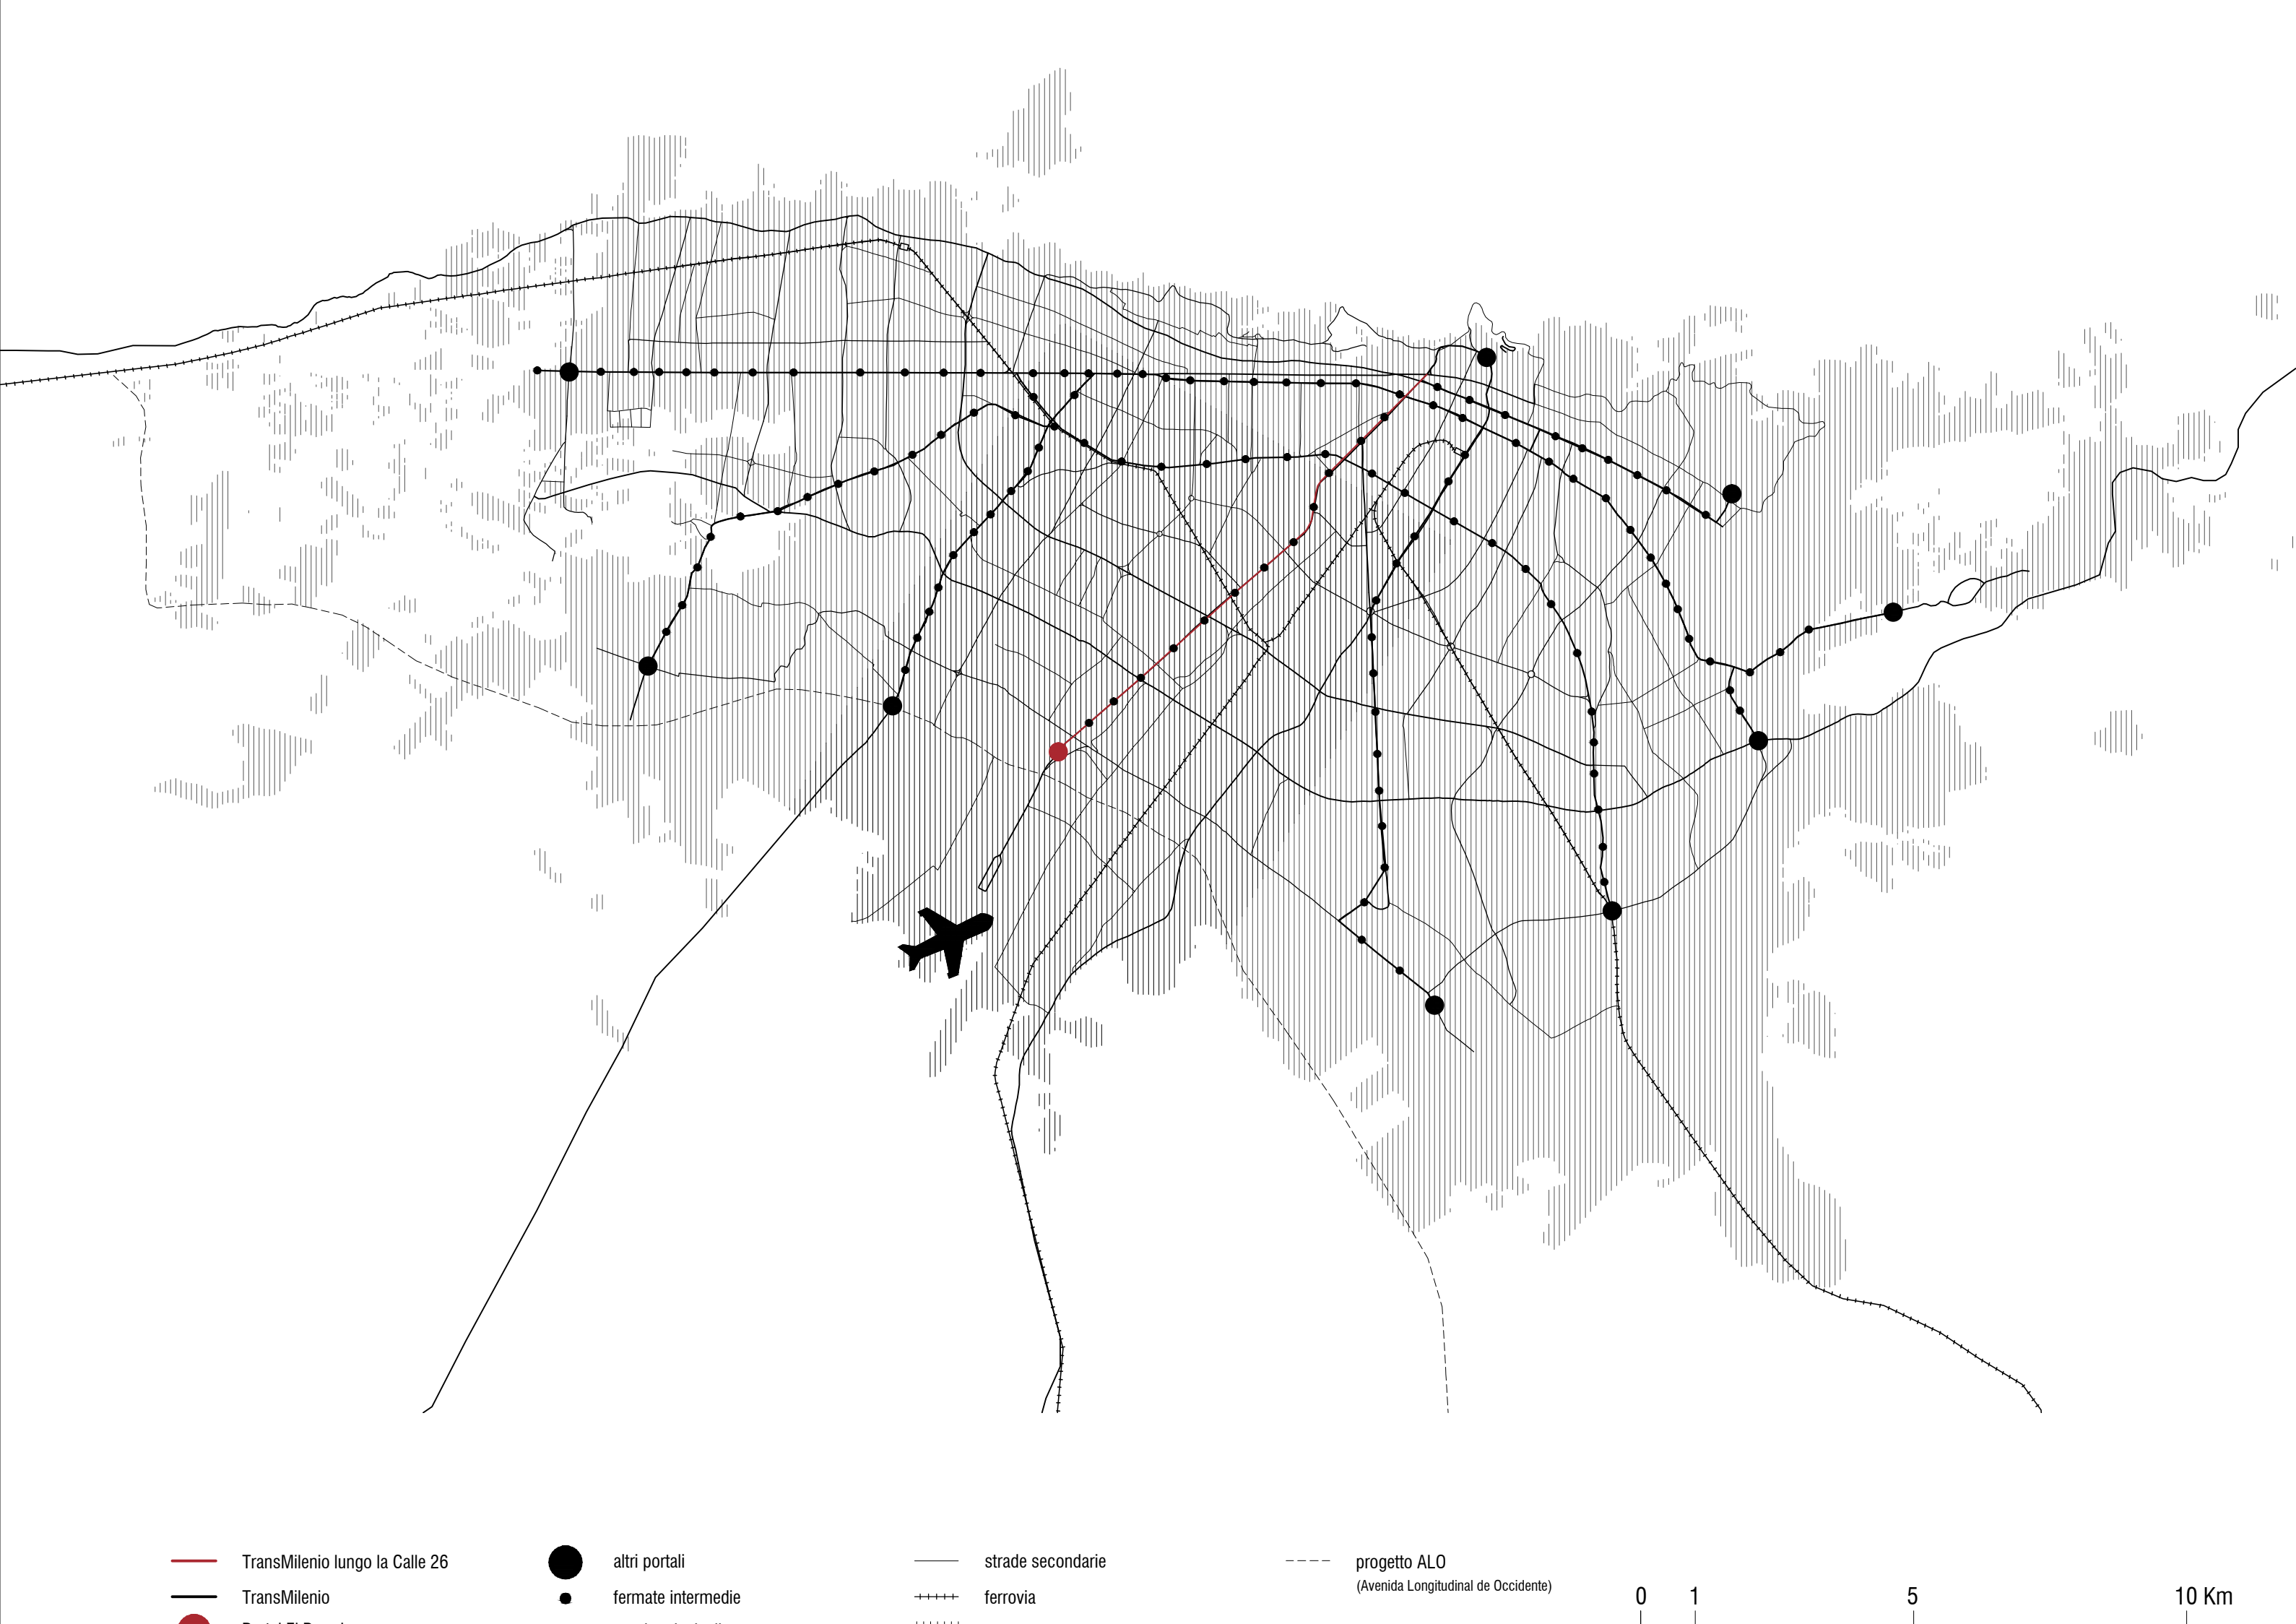 TransMilenio lungo la Calle 26
altri portali
strade secondarie
progetto ALO
(Avenida Longitudinal de Occidente)
TransMilenio
fermate intermedie
ferrovia
0 1 5 10 Km